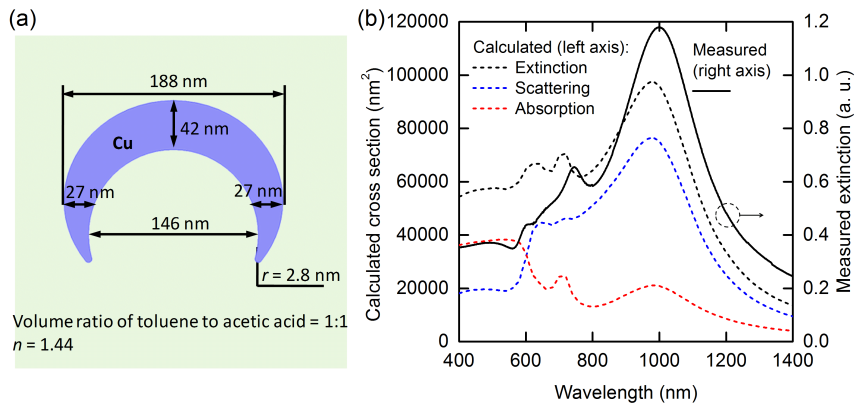 (a)
188 nm
42 nm
Cu
27 nm
27 nm
146 nm
r = 2.8 nm
Volume ratio of toluene to acetic acid = 1:1
n = 1.44
(b)
Calculated cross section (nm²)
120000
100000
80000
60000
40000
20000
0
Calculated (left axis):
Extinction
Scattering
Absorption
Measured
(right axis)
1.2
1.0
0.8
0.6
0.4
0.2
0.0
Measured extinction (a. u.)
400 600 800 1000 1200 1400
Wavelength (nm)